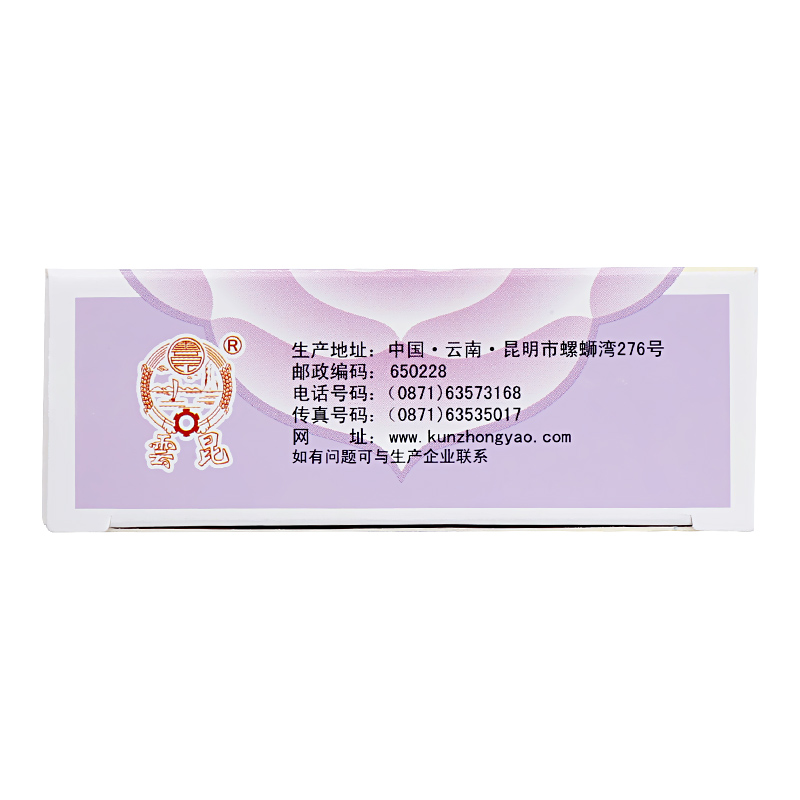 ®
雲昆
生产地址：中国·云南·昆明市螺蛳湾276号
邮政编码：650228
电话号码：(0871)63573168
传真号码：(0871)63535017
网　　址：www.kunzhongyao.com
如有问题可与生产企业联系